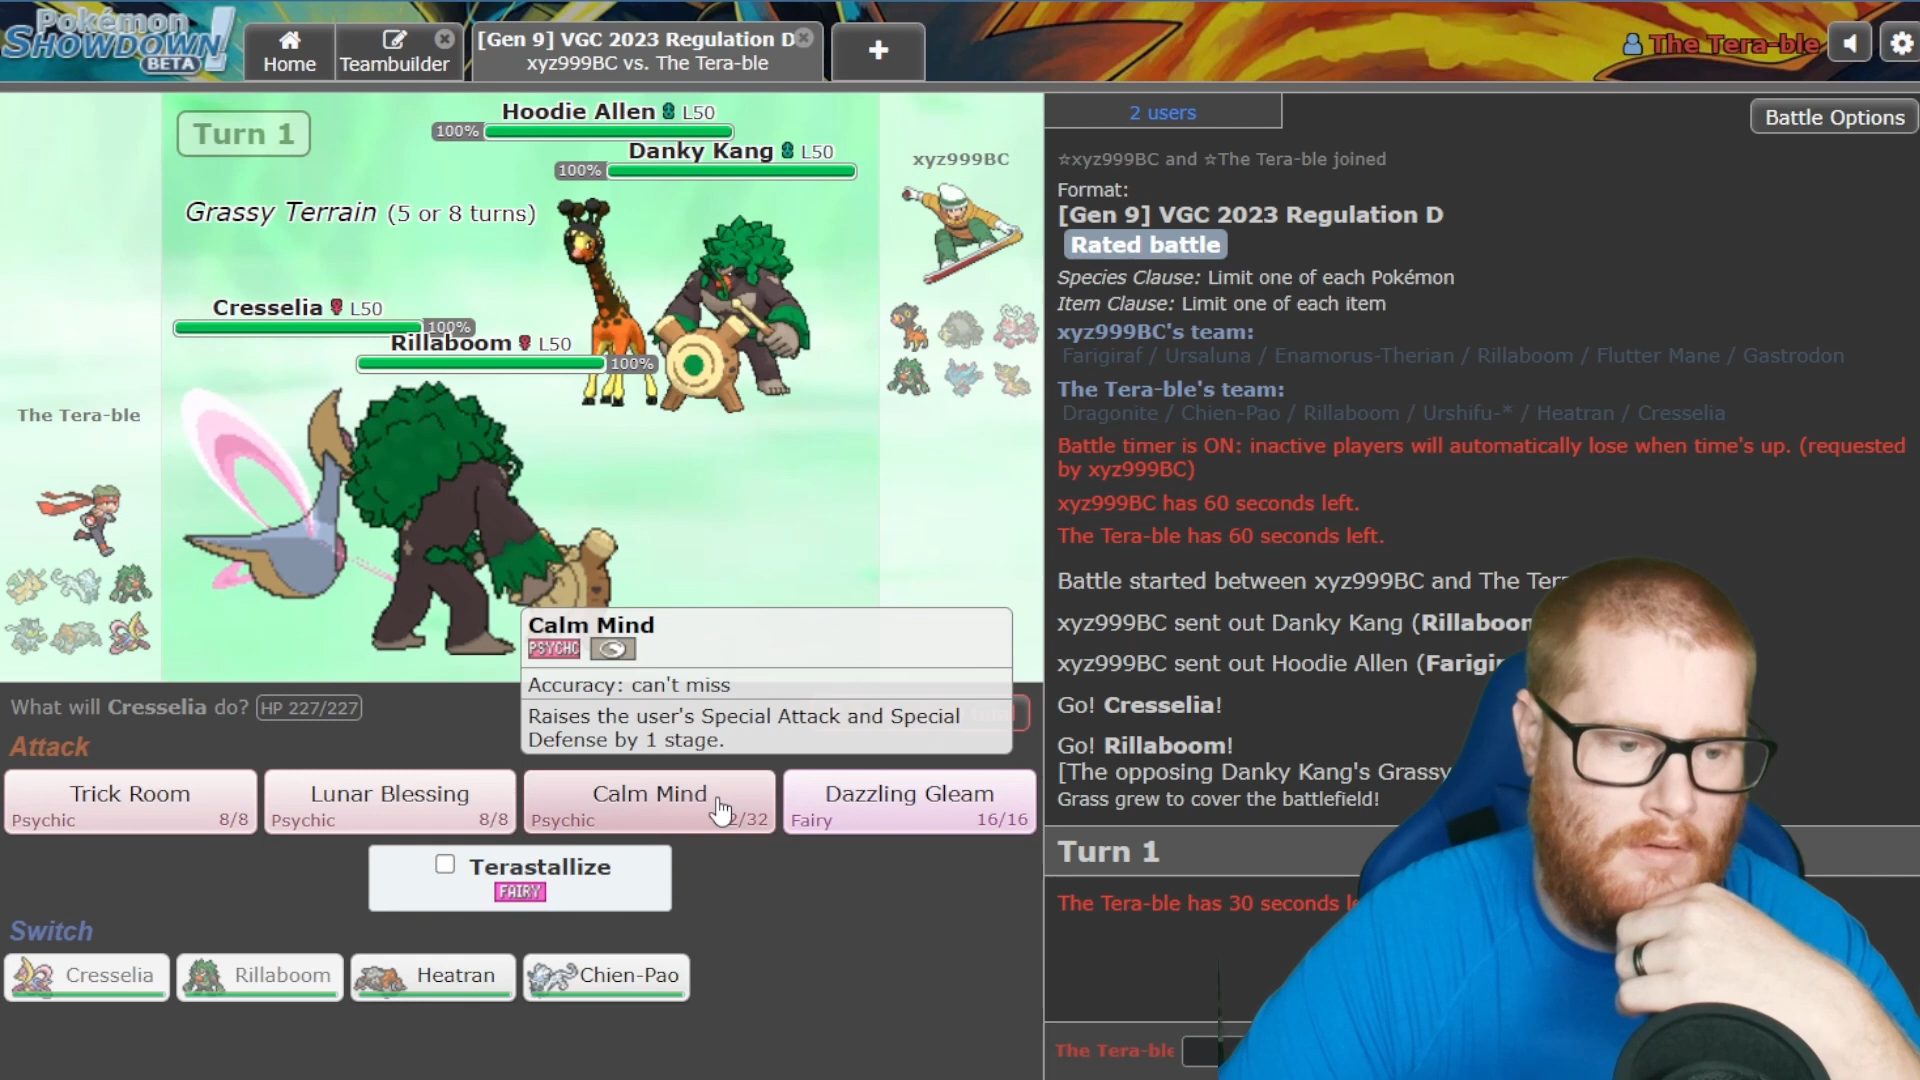 Pokémon
SHOWDOWN!
BETA
Home
Teambuilder
[Gen 9] VGC 2023 Regulation D
xyz999BC vs. The Tera-ble
The Tera-ble
Turn 1
Hoodie Allen L50
100%
Danky Kang L50
100%
Grassy Terrain (5 or 8 turns)
Cresselia L50
100%
Rillaboom L50
100%
xyz999BC
The Tera-ble
What will Cresselia do? HP 227/227
Calm Mind
PSYCHC
Accuracy: can't miss
Raises the user's Special Attack and Special
Defense by 1 stage.
Attack
Trick Room
Psychic 8/8
Lunar Blessing
Psychic 8/8
Calm Mind
Psychic /32
Dazzling Gleam
Fairy 16/16
Terastallize
FAIRY
Switch
Cresselia
Rillaboom
Heatran
Chien-Pao
2 users
Battle Options
☆xyz999BC and ☆The Tera-ble joined
Format:
[Gen 9] VGC 2023 Regulation D
Rated battle
Species Clause: Limit one of each Pokémon
Item Clause: Limit one of each item
xyz999BC's team:
Farigiraf / Ursaluna / Enamorus-Therian / Rillaboom / Flutter Mane / Gastrodon
The Tera-ble's team:
Dragonite / Chien-Pao / Rillaboom / Urshifu-* / Heatran / Cresselia
Battle timer is ON: inactive players will automatically lose when time's up. (requested
by xyz999BC)
xyz999BC has 60 seconds left.
The Tera-ble has 60 seconds left.
Battle started between xyz999BC and The
xyz999BC sent out Danky Kang (Rillaboom
xyz999BC sent out Hoodie Allen (
Go! Cresselia!
Go! Rillaboom!
[The opposing Danky Kang's Grassy
Grass grew to cover the battlefield!
Turn 1
The Tera-ble has 30 seconds
The Tera-ble